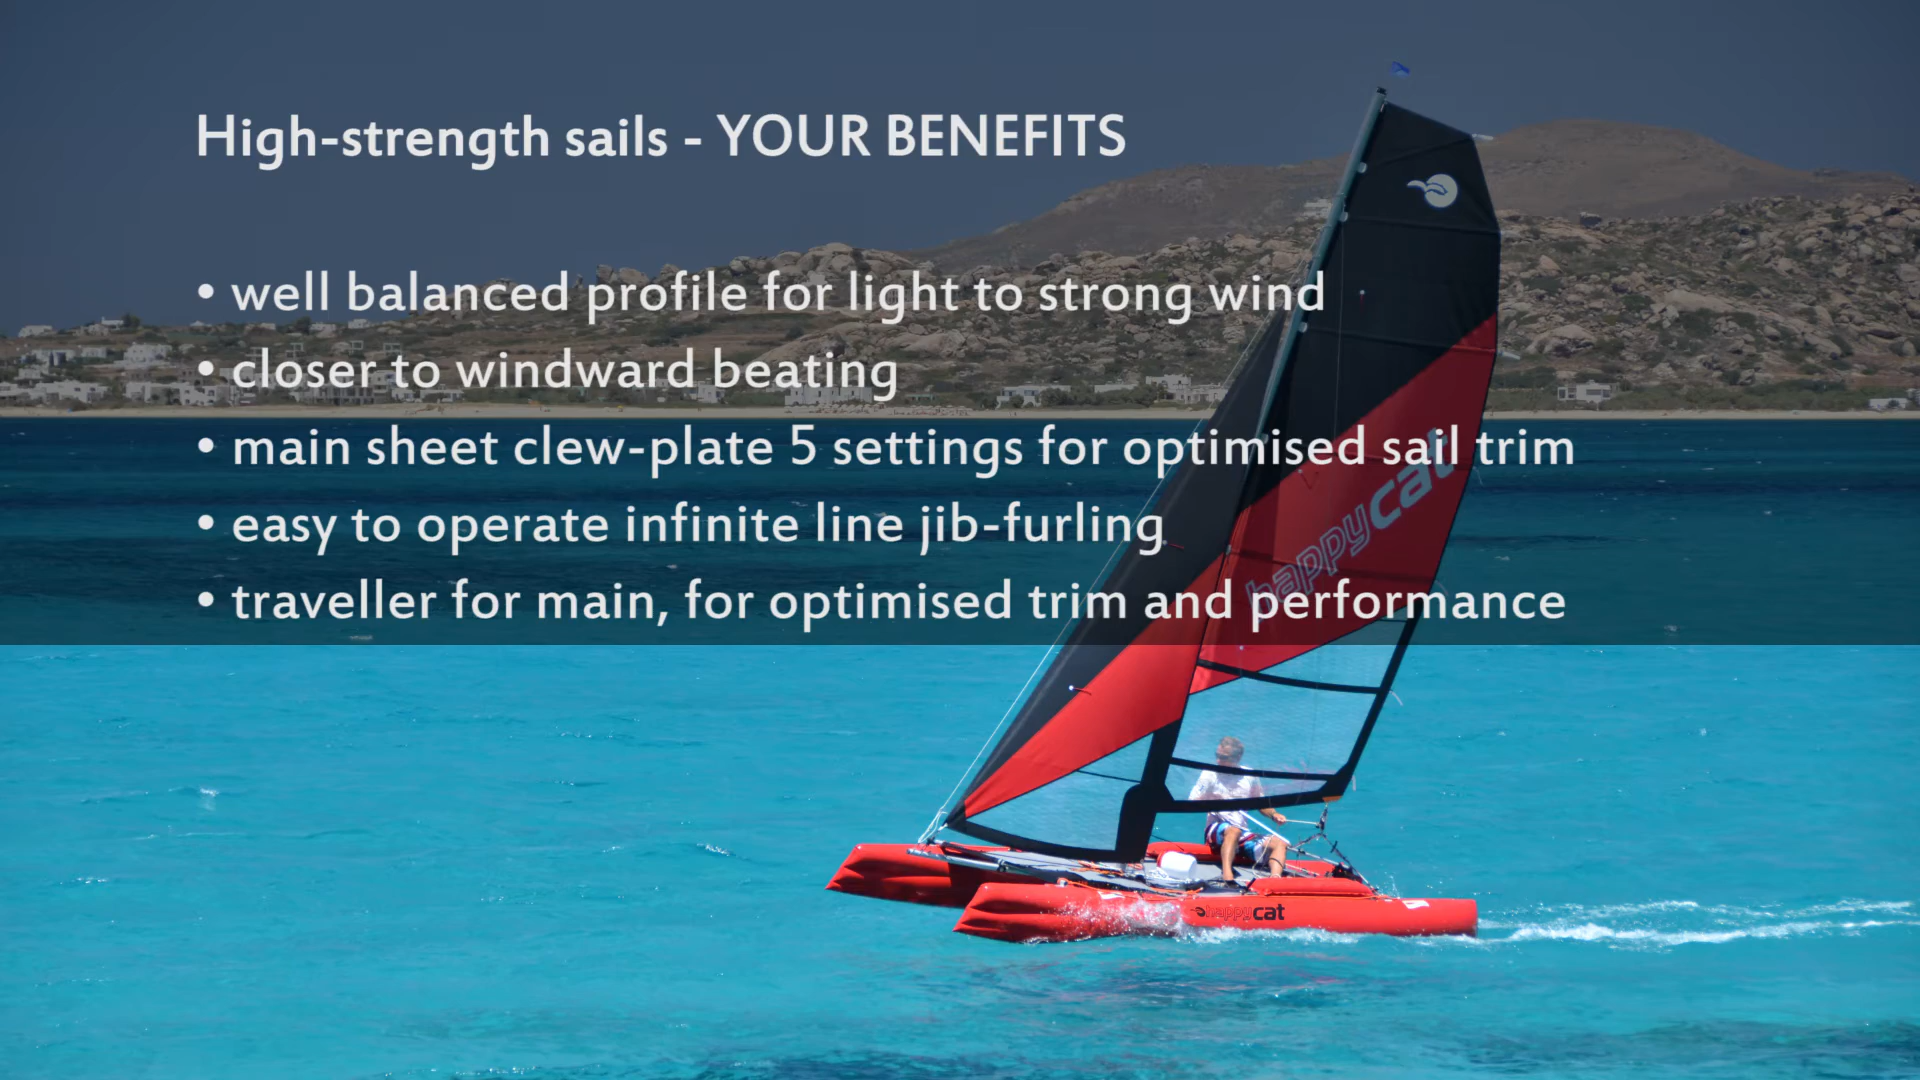 High-strength sails - YOUR BENEFITS
• well balanced profile for light to strong wind
• closer to windward beating
• main sheet clew-plate 5 settings for optimised sail trim
• easy to operate infinite line jib-furling
• traveller for main, for optimised trim and performance
happycat
happycat